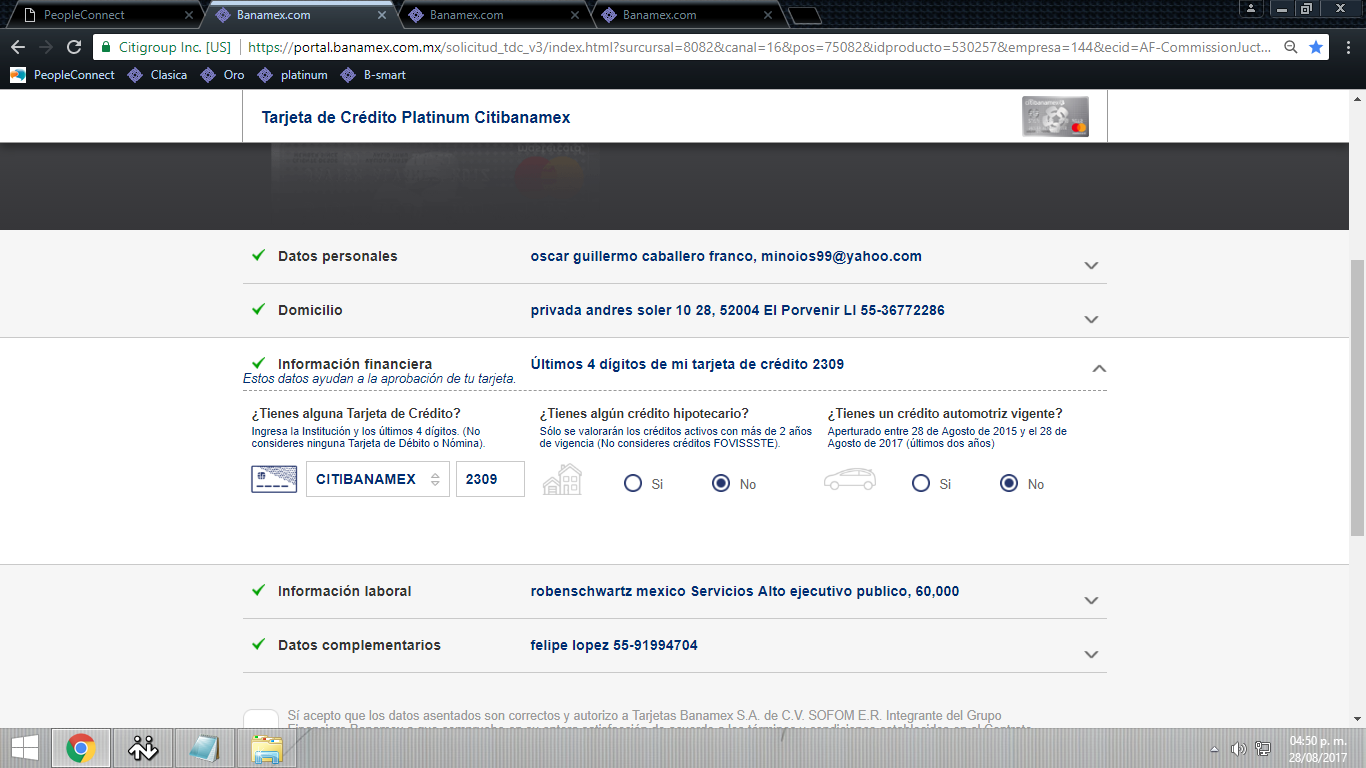 PeopleConnect
Banamex.com
Banamex.com
Banamex.com
Citigroup Inc. [US]
https://portal.banamex.com.mx/solicitud_tdc_v3/index.html?sursursal=8082&canal=16&pos=75082&idproducto=530257&empresa=144&ecid=AF-CommissionJuct...
PeopleConnect Clasica Oro platinum B-smart
Tarjeta de Crédito Platinum Citibanamex
Datos personales
oscar guillermo caballero franco, minoios99@yahoo.com
Domicilio
privada andres soler 10 28, 52004 El Porvenir LI 55-36772286
Información financiera
Últimos 4 dígitos de mi tarjeta de crédito 2309
Estos datos ayudan a la aprobación de tu tarjeta.
¿Tienes alguna Tarjeta de Crédito?
Ingresa la Institución y los últimos 4 dígitos. (No
consideres ninguna Tarjeta de Débito o Nómina).
CITIBANAMEX
2309
¿Tienes algún crédito hipotecario?
Sólo se valorarán los créditos activos con más de 2 años
de vigencia (No consideres créditos FOVISSSTE).
Si
No
¿Tienes un crédito automotriz vigente?
Aperturado entre 28 de Agosto de 2015 y el 28 de
Agosto de 2017 (últimos dos años)
Si
No
Información laboral
robenschwartz mexico Servicios Alto ejecutivo publico, 60,000
Datos complementarios
felipe lopez 55-91994704
Sí acepto que los datos asentados son correctos y autorizo a Tarjetas Banamex S.A. de C.V. SOFOM E.R. Integrante del Grupo
04:50 p. m.
28/08/2017